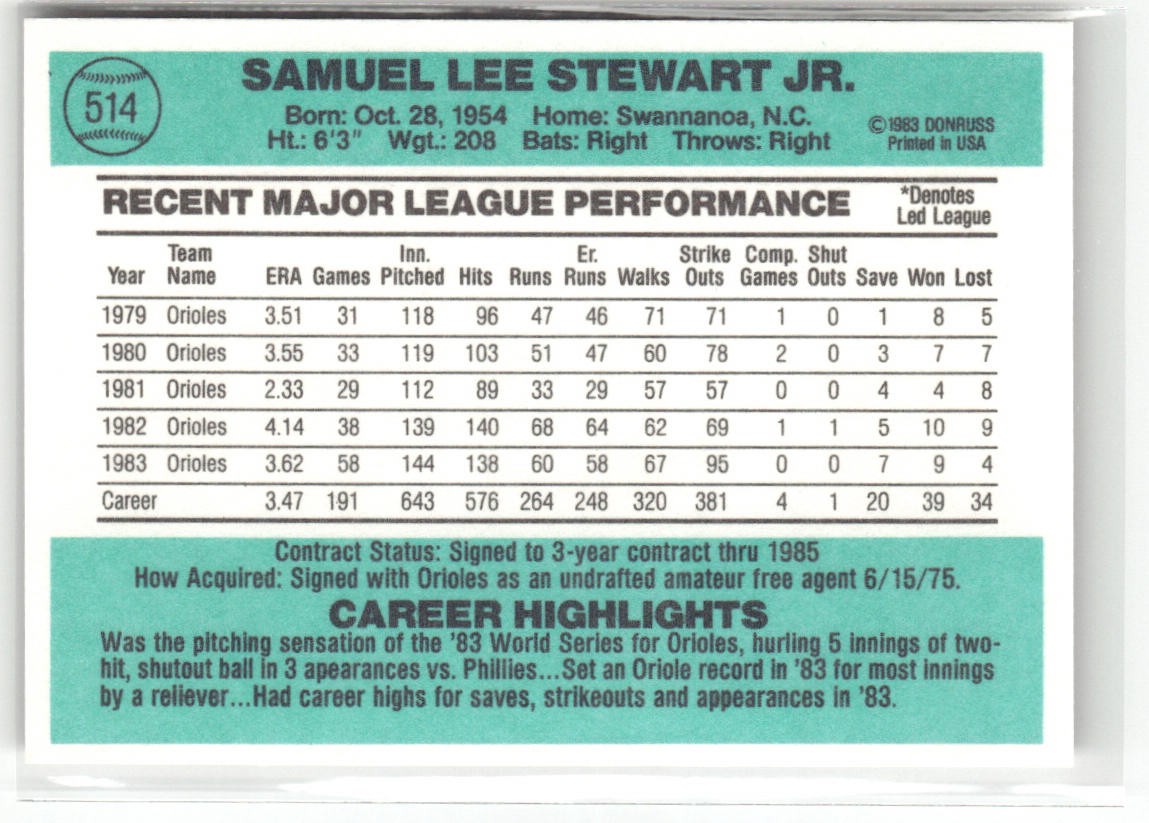 514
SAMUEL LEE STEWART JR.
Born: Oct. 28, 1954 Home: Swannanoa, N.C.
Ht.: 6'3" Wgt.: 208 Bats: Right Throws: Right
©1983 DONRUSS
Printed in USA
RECENT MAJOR LEAGUE PERFORMANCE
*Denotes
Led League
Team Inn. Er. Strike Comp. Shut
Year Name ERA Games Pitched Hits Runs Runs Walks Outs Games Outs Save Won Lost
1979 Orioles 3.51 31 118 96 47 46 71 71 1 0 1 8 5
1980 Orioles 3.55 33 119 103 51 47 60 78 2 0 3 7 7
1981 Orioles 2.33 29 112 89 33 29 57 57 0 0 4 4 8
1982 Orioles 4.14 38 139 140 68 64 62 69 1 1 5 10 9
1983 Orioles 3.62 58 144 138 60 58 67 95 0 0 7 9 4
Career 3.47 191 643 576 264 248 320 381 4 1 20 39 34
Contract Status: Signed to 3-year contract thru 1985
How Acquired: Signed with Orioles as an undrafted amateur free agent 6/15/75.
CAREER HIGHLIGHTS
Was the pitching sensation of the '83 World Series for Orioles, hurling 5 innings of two-
hit, shutout ball in 3 apearances vs. Phillies...Set an Oriole record in '83 for most innings
by a reliever...Had career highs for saves, strikeouts and appearances in '83.